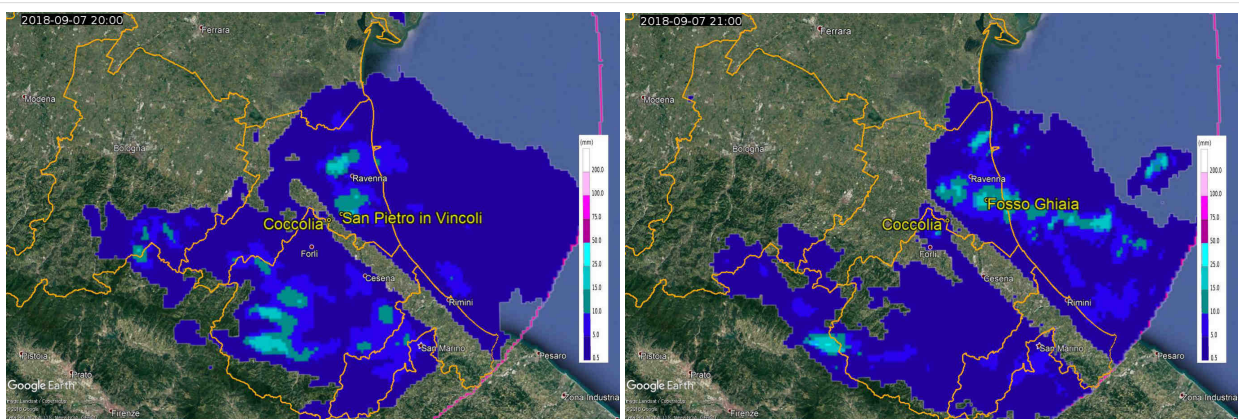 2018-09-07 20:00
Ferrara
Modena
Bologna
Ravenna
San Pietro in Vincoli
Coccolia
Forlì
Cesena
Rimini
San Marino
Pesaro
Pistoia
Prato
Firenze
Zona Industria
Google Earth
(mm)
200.0
100.0
75.0
50.0
25.0
15.0
10.0
5.0
0.5
2018-09-07 21:00
Ferrara
Modena
Bologna
Ravenna
Fosso Ghiaia
Coccolia
Forlì
Cesena
Rimini
San Marino
Pesaro
Pistoia
Prato
Firenze
Zona Industria
Google Earth
(mm)
200.0
100.0
75.0
50.0
25.0
15.0
10.0
5.0
0.5